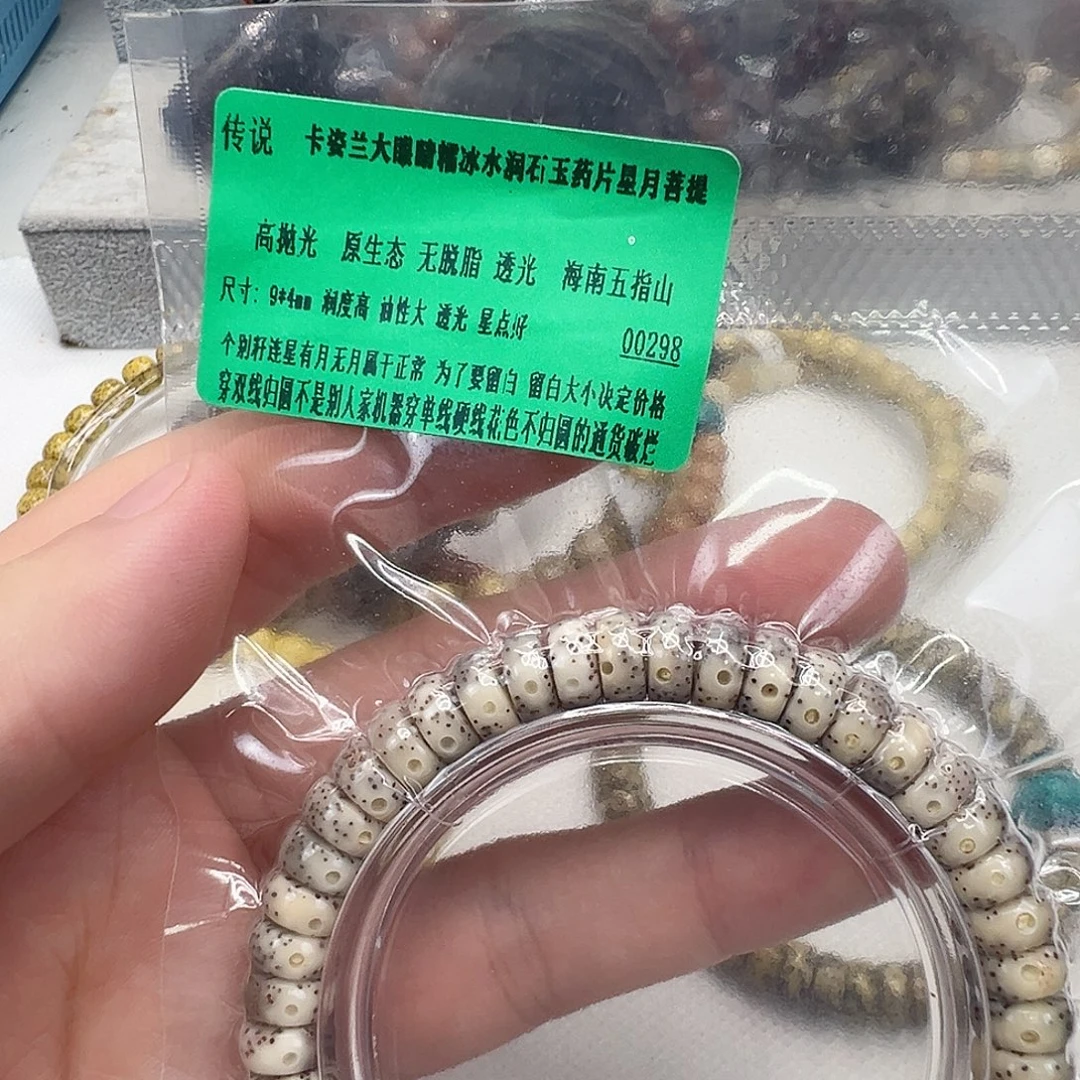 传说 卡姿兰大眼睛糯冰水润石玉药片星月菩提
高抛光 原生态 无脱脂 透光 海南五指山
尺寸：9*4mm 润度高 油性大 透光 星点好
00298
个别籽连星有月无月属于正常 为了要留白 留白大小决定价格
穿双线归圆不是别人家机器穿单线硬线花色不归圆的通货破烂